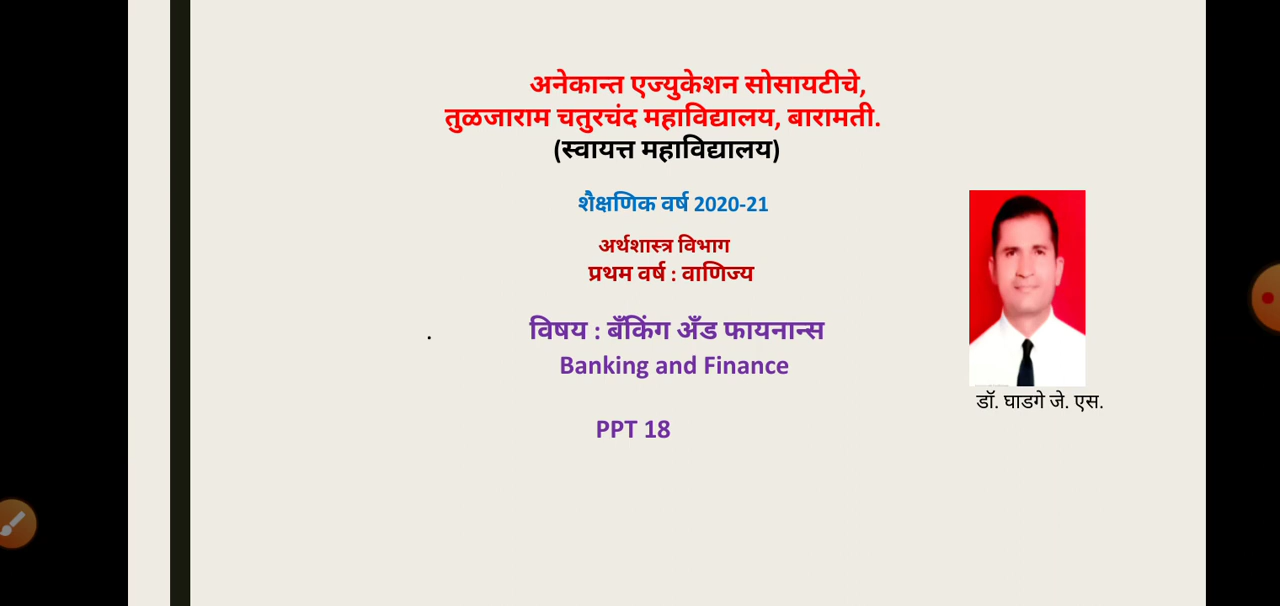 अनेकान्त एज्युकेशन सोसायटीचे,
तुळजाराम चतुरचंद महाविद्यालय, बारामती.
(स्वायत्त महाविद्यालय)
शैक्षणिक वर्ष 2020-21
अर्थशास्त्र विभाग
प्रथम वर्ष : वाणिज्य
. विषय : बँकिंग अँड फायनान्स
Banking and Finance
डॉ. घाडगे जे. एस.
PPT 18